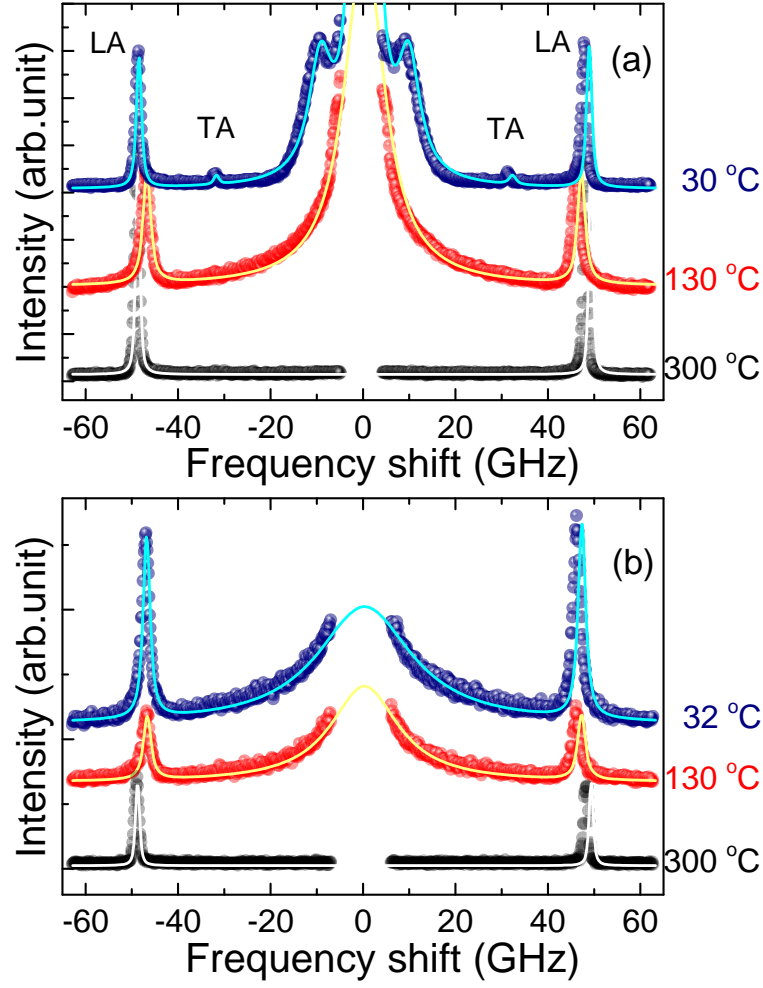 LA
LA
(a)
TA
TA
Intensity (arb.unit)
30 °C
130 °C
300 °C
-60 -40 -20 0 20 40 60
Frequency shift (GHz)
(b)
Intensity (arb.unit)
32 °C
130 °C
300 °C
-60 -40 -20 0 20 40 60
Frequency shift (GHz)